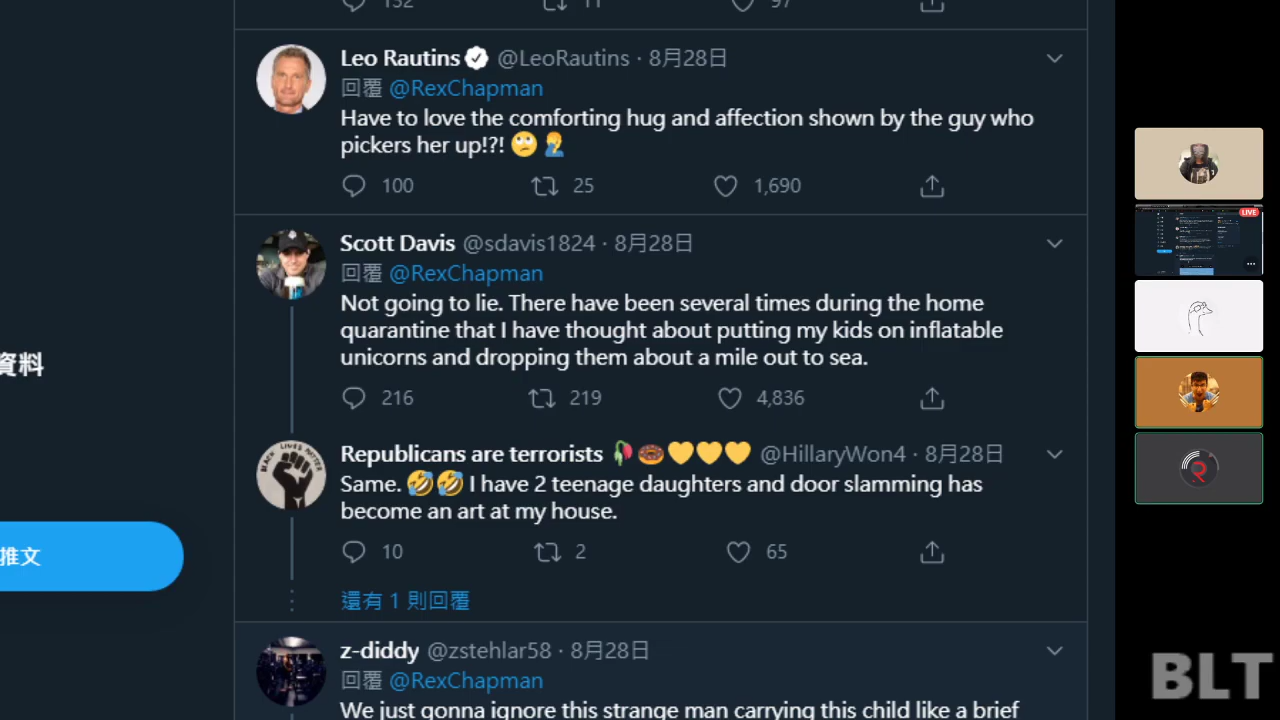 132 11 97
Leo Rautins @LeoRautins · 8月28日
回覆 @RexChapman
Have to love the comforting hug and affection shown by the guy who
pickers her up!?! 🙄 🤦‍♂️
100 25 1,690
Scott Davis @sdavis1824 · 8月28日
回覆 @RexChapman
Not going to lie. There have been several times during the home
quarantine that I have thought about putting my kids on inflatable
unicorns and dropping them about a mile out to sea.
216 219 4,836
Republicans are terrorists 🥀🍩💛💛💛 @HillaryWon4 · 8月28日
Same. 🤣🤣 I have 2 teenage daughters and door slamming has
become an art at my house.
10 2 65
還有 1 則回覆
z-diddy @zstehlar58 · 8月28日
回覆 @RexChapman
We just gonna ignore this strange man carrying this child like a brief
資料
推文
BLACK LIVES MATTER
LIVE
BLT